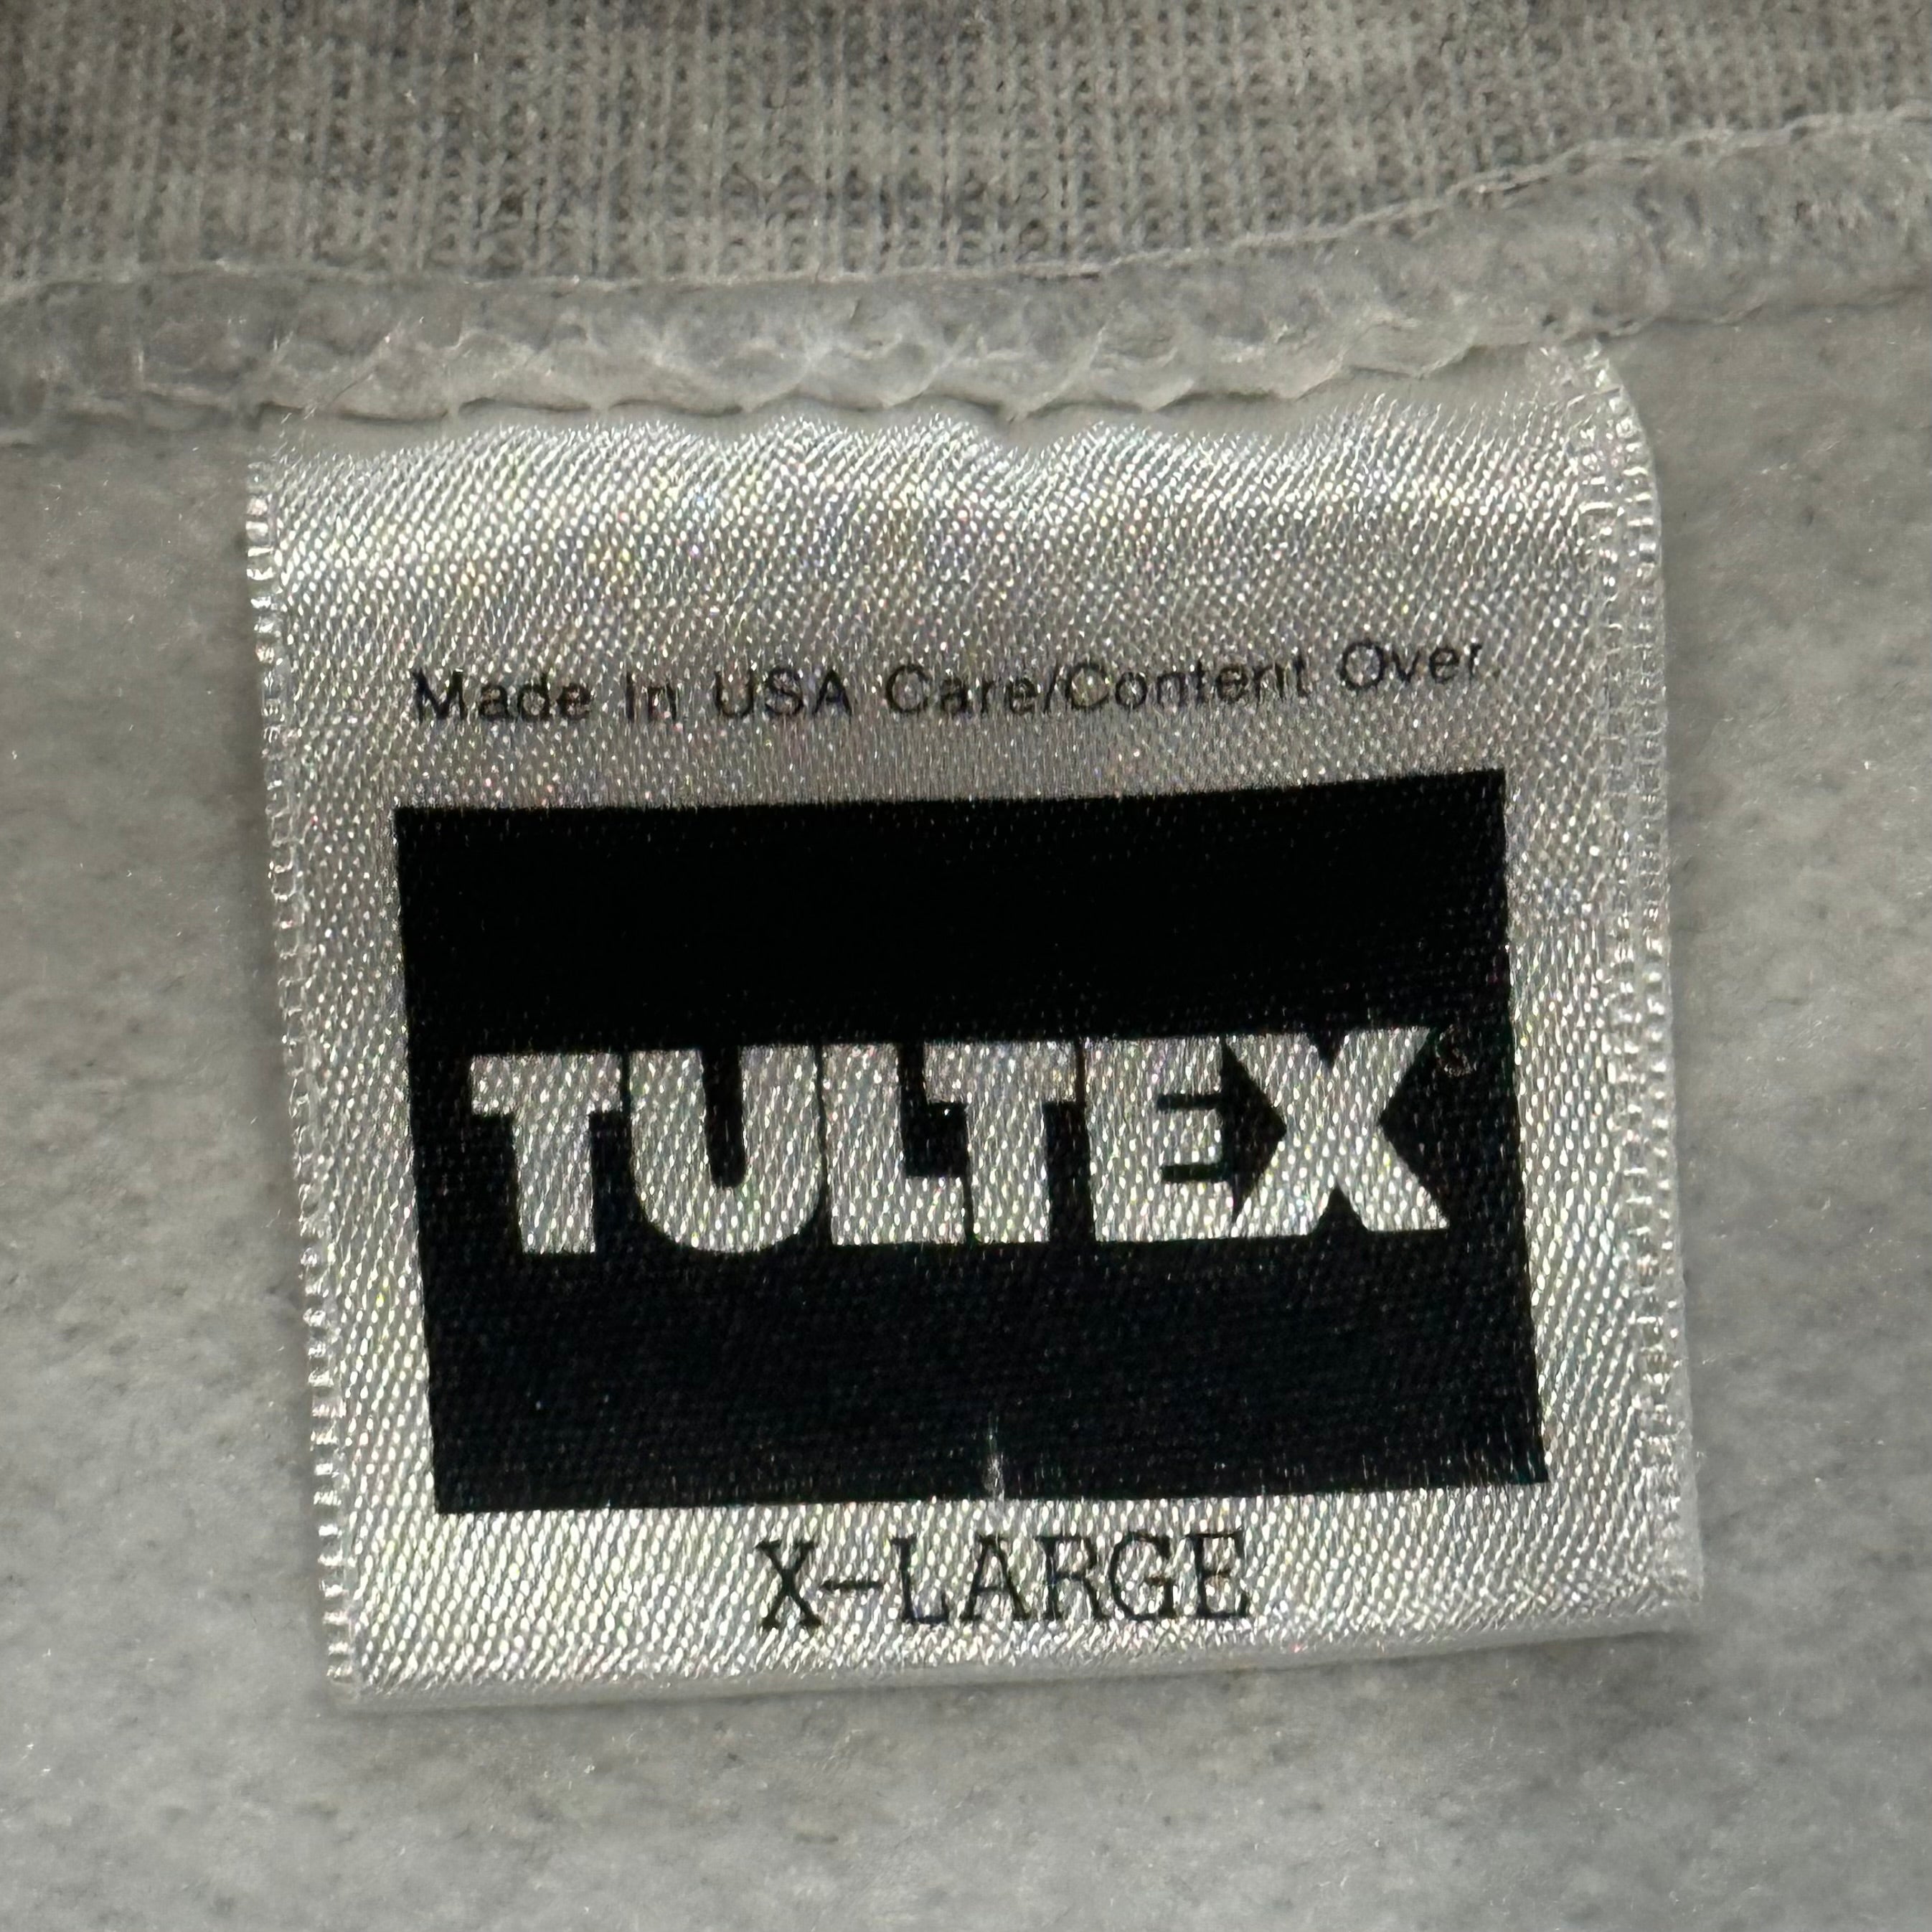 Made In USA Care/Content Over
TULTEX®
X-LARGE